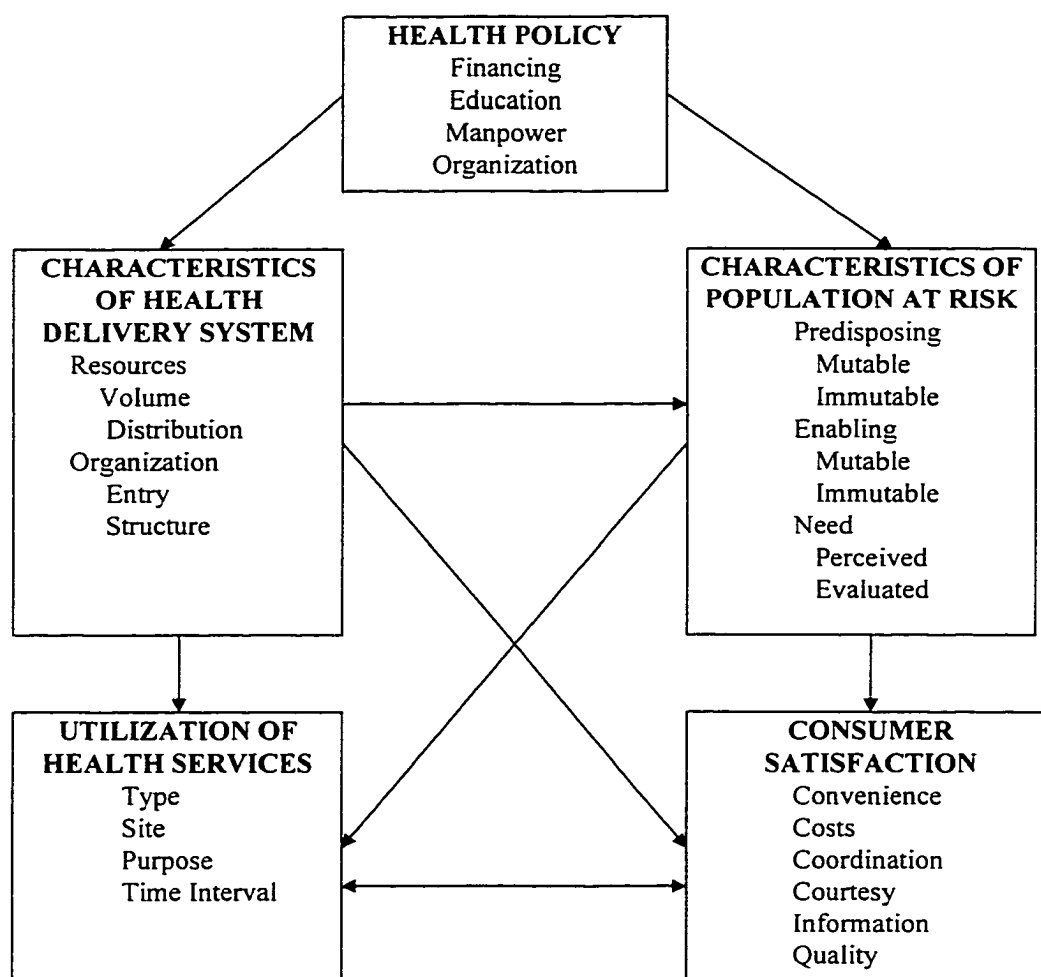 HEALTH POLICY
Financing
Education
Manpower
Organization
CHARACTERISTICS
OF HEALTH
DELIVERY SYSTEM
Resources
Volume
Distribution
Organization
Entry
Structure
CHARACTERISTICS OF
POPULATION AT RISK
Predisposing
Mutable
Immutable
Enabling
Mutable
Immutable
Need
Perceived
Evaluated
UTILIZATION OF
HEALTH SERVICES
Type
Site
Purpose
Time Interval
CONSUMER
SATISFACTION
Convenience
Costs
Coordination
Courtesy
Information
Quality